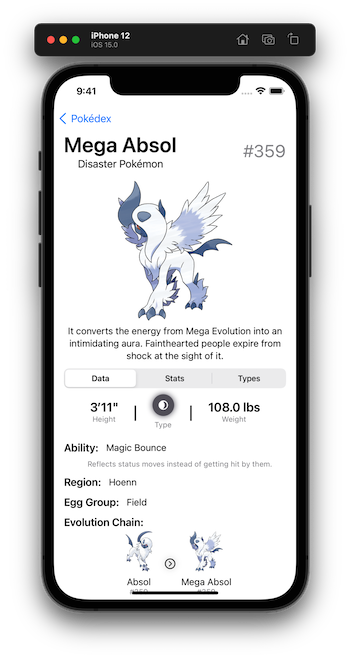 iPhone 12
iOS 15.0
9:41
Pokédex
Mega Absol
#359
Disaster Pokémon
It converts the energy from Mega Evolution into an
intimidating aura. Fainthearted people expire from
shock at the sight of it.
Data Stats Types
3’11" 108.0 lbs
Height Type Weight
Ability: Magic Bounce
Reflects status moves instead of getting hit by them.
Region: Hoenn
Egg Group: Field
Evolution Chain:
Absol Mega Absol
#359 #359